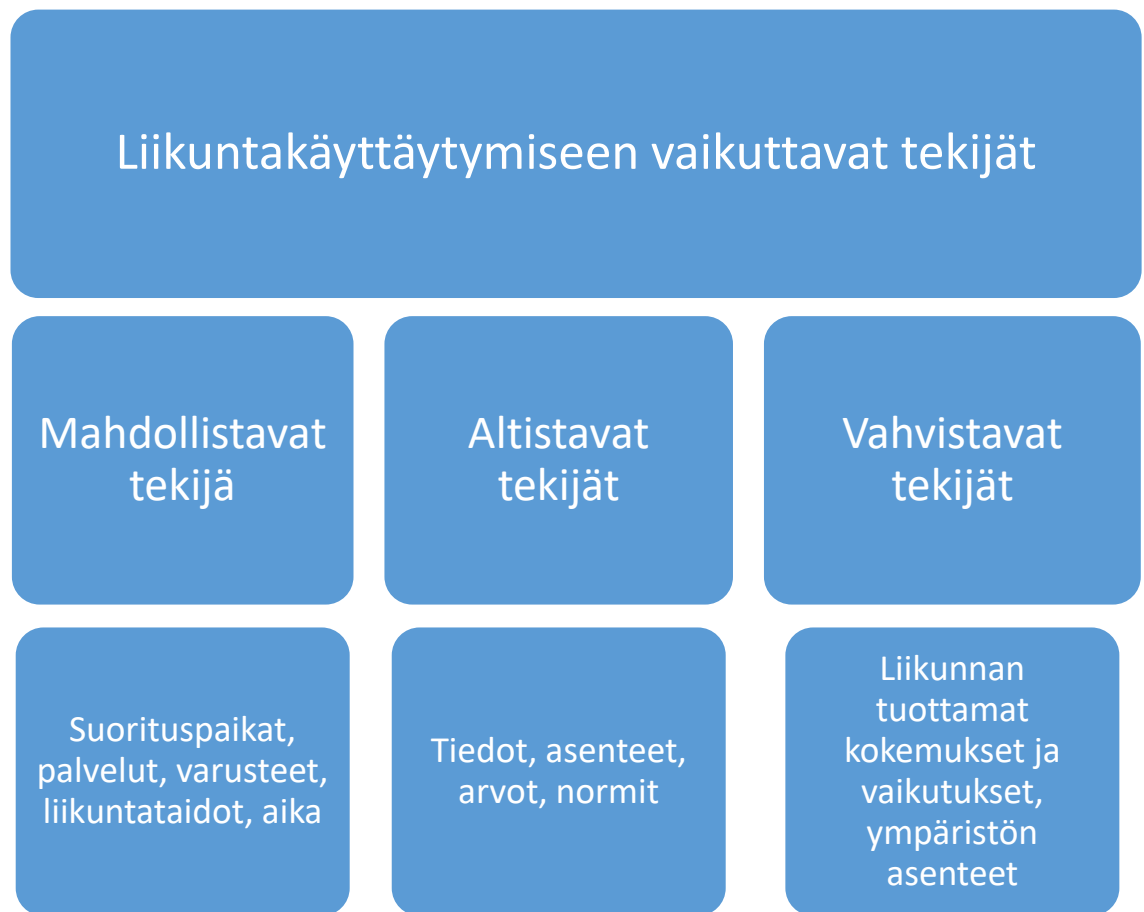 Liikuntakäyttäytymiseen vaikuttavat tekijät
Mahdollistavat
tekijä
Altistavat
tekijät
Vahvistavat
tekijät
Suorituspaikat,
palvelut, varusteet,
liikuntataidot, aika
Tiedot, asenteet,
arvot, normit
Liikunnan
tuottamat
kokemukset ja
vaikutukset,
ympäristön
asenteet